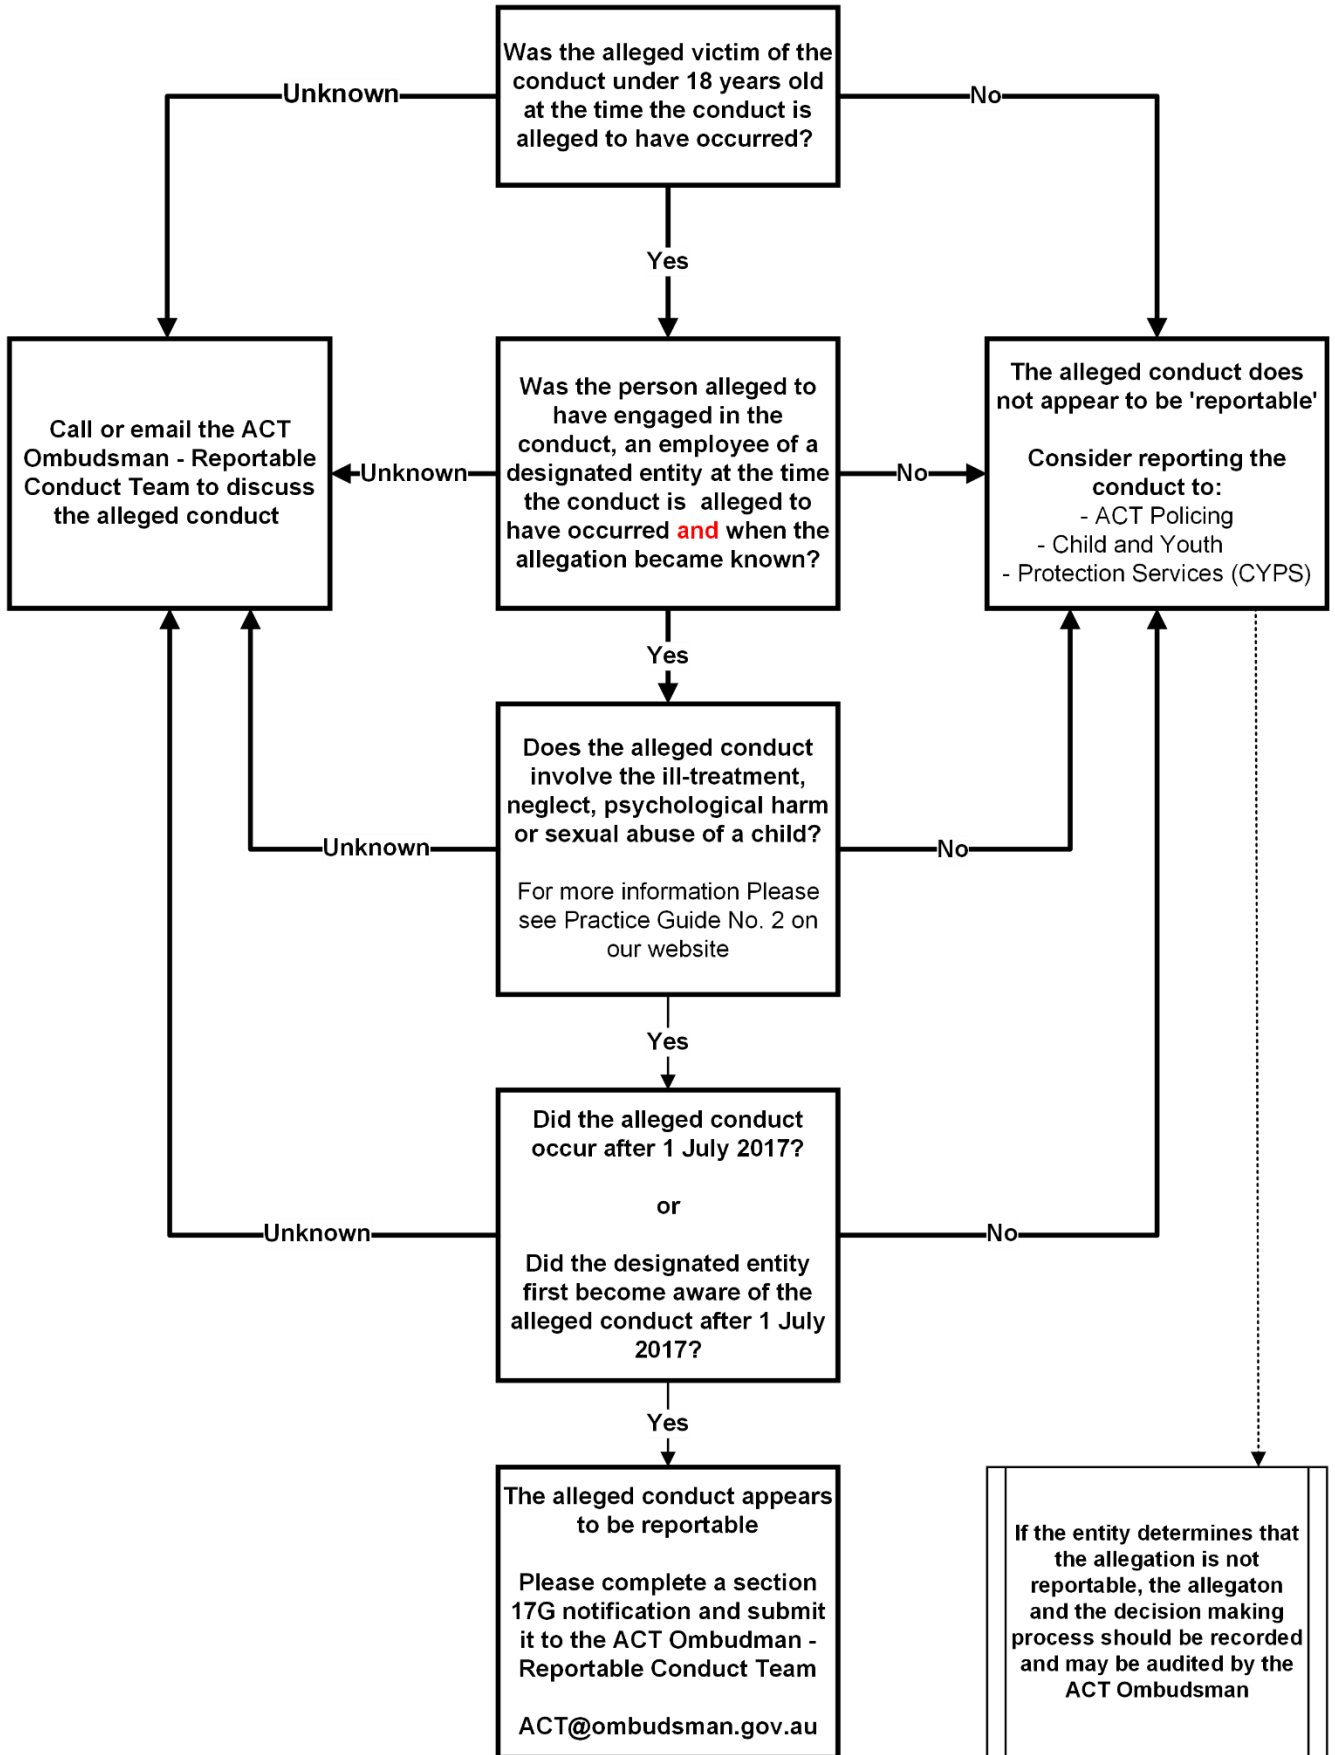 Was the alleged victim of the
conduct under 18 years old
at the time the conduct is
alleged to have occurred?
Unknown
No
Yes
Call or email the ACT
Ombudsman - Reportable
Conduct Team to discuss
the alleged conduct
Unknown
Was the person alleged to
have engaged in the
conduct, an employee of a
designated entity at the time
the conduct is alleged to
have occurred and when the
allegation became known?
No
The alleged conduct does
not appear to be 'reportable'
Consider reporting the
conduct to:
- ACT Policing
- Child and Youth
- Protection Services (CYPS)
Yes
Does the alleged conduct
involve the ill-treatment,
neglect, psychological harm
or sexual abuse of a child?
For more information Please
see Practice Guide No. 2 on
our website
Unknown
No
Yes
Did the alleged conduct
occur after 1 July 2017?
or
Did the designated entity
first become aware of the
alleged conduct after 1 July
2017?
Unknown
No
Yes
The alleged conduct appears
to be reportable
Please complete a section
17G notification and submit
it to the ACT Ombudman -
Reportable Conduct Team
ACT@ombudsman.gov.au
If the entity determines that
the allegation is not
reportable, the allegaton
and the decision making
process should be recorded
and may be audited by the
ACT Ombudsman